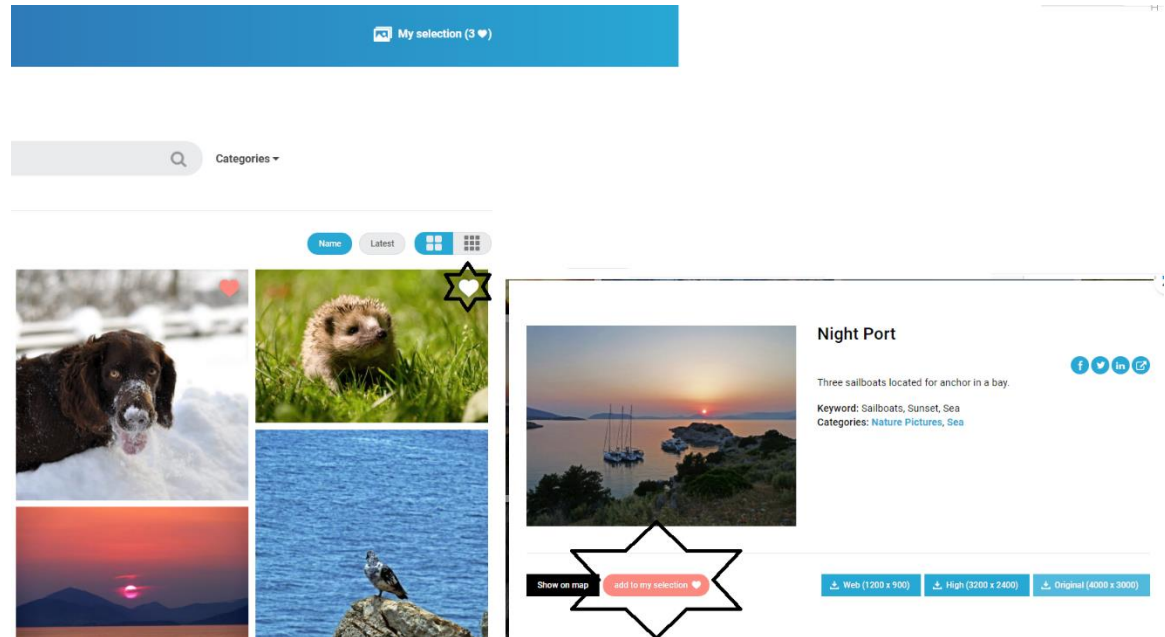 My selection (3 ♥)
Categories
Name Latest
Night Port
Three sailboats located for anchor in a bay.
Keyword: Sailboats, Sunset, Sea
Categories: Nature Pictures, Sea
Show on map add to my selection Web (1200 x 900) High (3200 x 2400) Original (4000 x 3000)